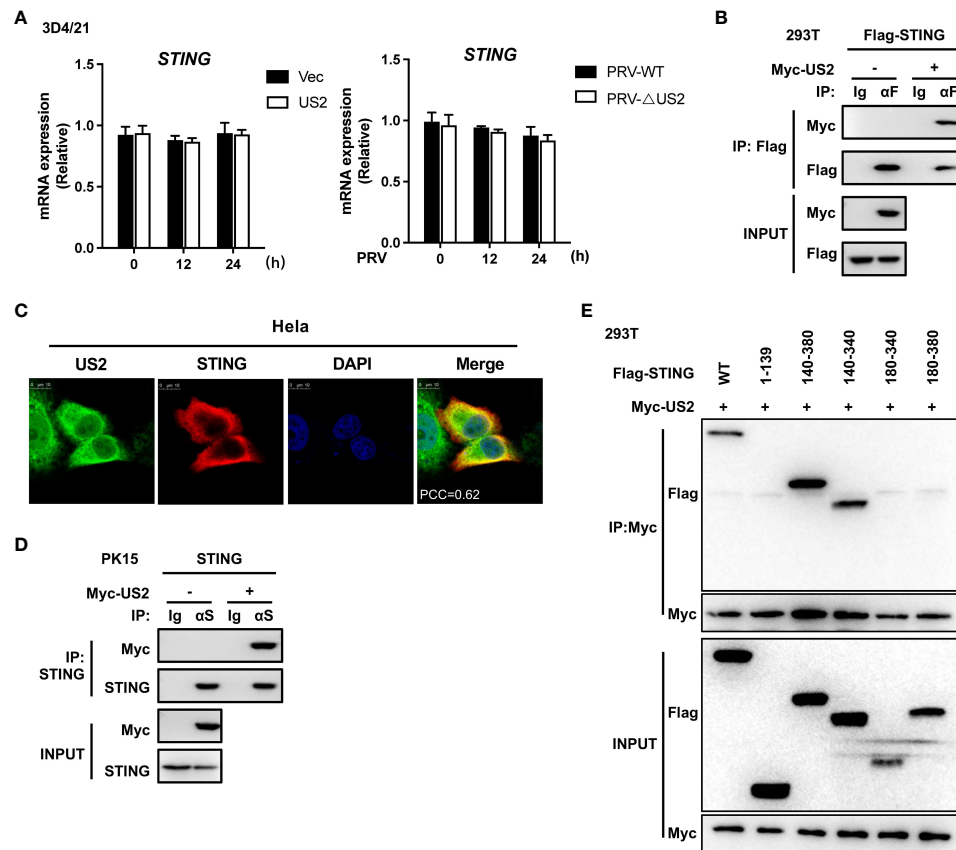 A
3D4/21
STING
mRNA expression
(Relative)
1.5
1.0
0.5
0.0
0 12 24 (h)
Vec
US2
STING
mRNA expression
(Relative)
1.5
1.0
0.5
0.0
PRV 0 12 24 (h)
PRV-WT
PRV-△US2
B
293T Flag-STING
Myc-US2 - +
IP: Ig αF Ig αF
IP: Flag
Myc
Flag
INPUT
Myc
Flag
C
Hela
US2 STING DAPI Merge
PCC=0.62
D
PK15 STING
Myc-US2 - +
IP: Ig αS Ig αS
IP:
STING
Myc
STING
INPUT
Myc
STING
E
293T
Flag-STING WT 1-139 140-380 140-340 180-340 180-380
Myc-US2 + + + + + +
IP:Myc
Flag
Myc
INPUT
Flag
Myc